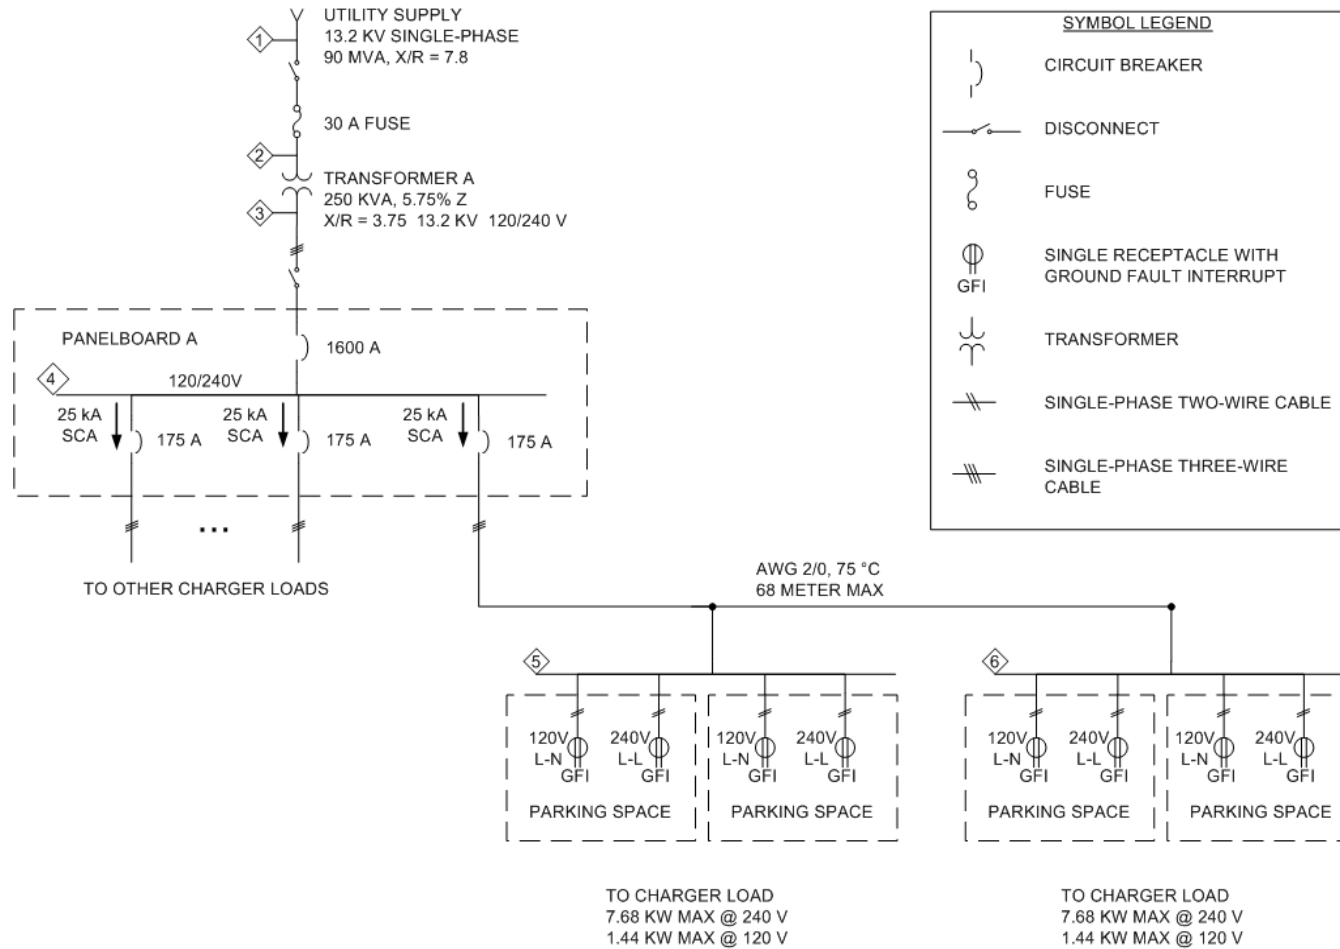 UTILITY SUPPLY
13.2 KV SINGLE-PHASE
90 MVA, X/R = 7.8
1
30 A FUSE
2
TRANSFORMER A
250 KVA, 5.75% Z
X/R = 3.75 13.2 KV 120/240 V
3
PANELBOARD A
1600 A
4
120/240V
25 kA
SCA
175 A
25 kA
SCA
175 A
25 kA
SCA
175 A
...
TO OTHER CHARGER LOADS
AWG 2/0, 75 °C
68 METER MAX
5
120V
L-N
GFI
240V
L-L
GFI
PARKING SPACE
120V
L-N
GFI
240V
L-L
GFI
PARKING SPACE
TO CHARGER LOAD
7.68 KW MAX @ 240 V
1.44 KW MAX @ 120 V
6
120V
L-N
GFI
240V
L-L
GFI
PARKING SPACE
120V
L-N
GFI
240V
L-L
GFI
PARKING SPACE
TO CHARGER LOAD
7.68 KW MAX @ 240 V
1.44 KW MAX @ 120 V
SYMBOL LEGEND
CIRCUIT BREAKER
DISCONNECT
FUSE
GFI
SINGLE RECEPTACLE WITH
GROUND FAULT INTERRUPT
TRANSFORMER
SINGLE-PHASE TWO-WIRE CABLE
SINGLE-PHASE THREE-WIRE
CABLE